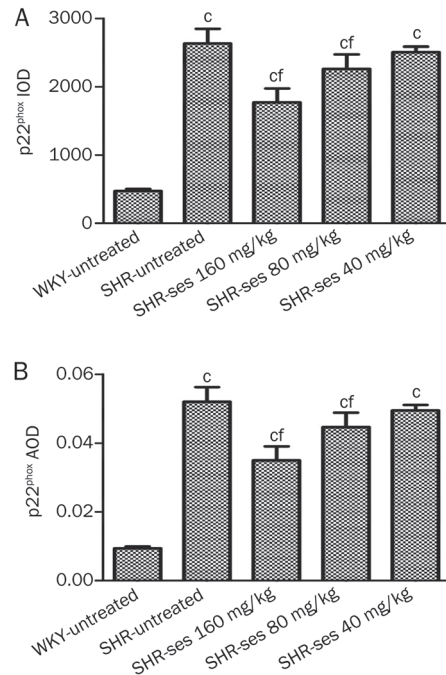 A
p22phox IOD
3000
2000
1000
0
c
cf
cf
c
WKY-untreated
SHR-untreated
SHR-ses 160 mg/kg
SHR-ses 80 mg/kg
SHR-ses 40 mg/kg
B
p22phox AOD
0.06
0.04
0.02
0.00
c
cf
cf
c
WKY-untreated
SHR-untreated
SHR-ses 160 mg/kg
SHR-ses 80 mg/kg
SHR-ses 40 mg/kg